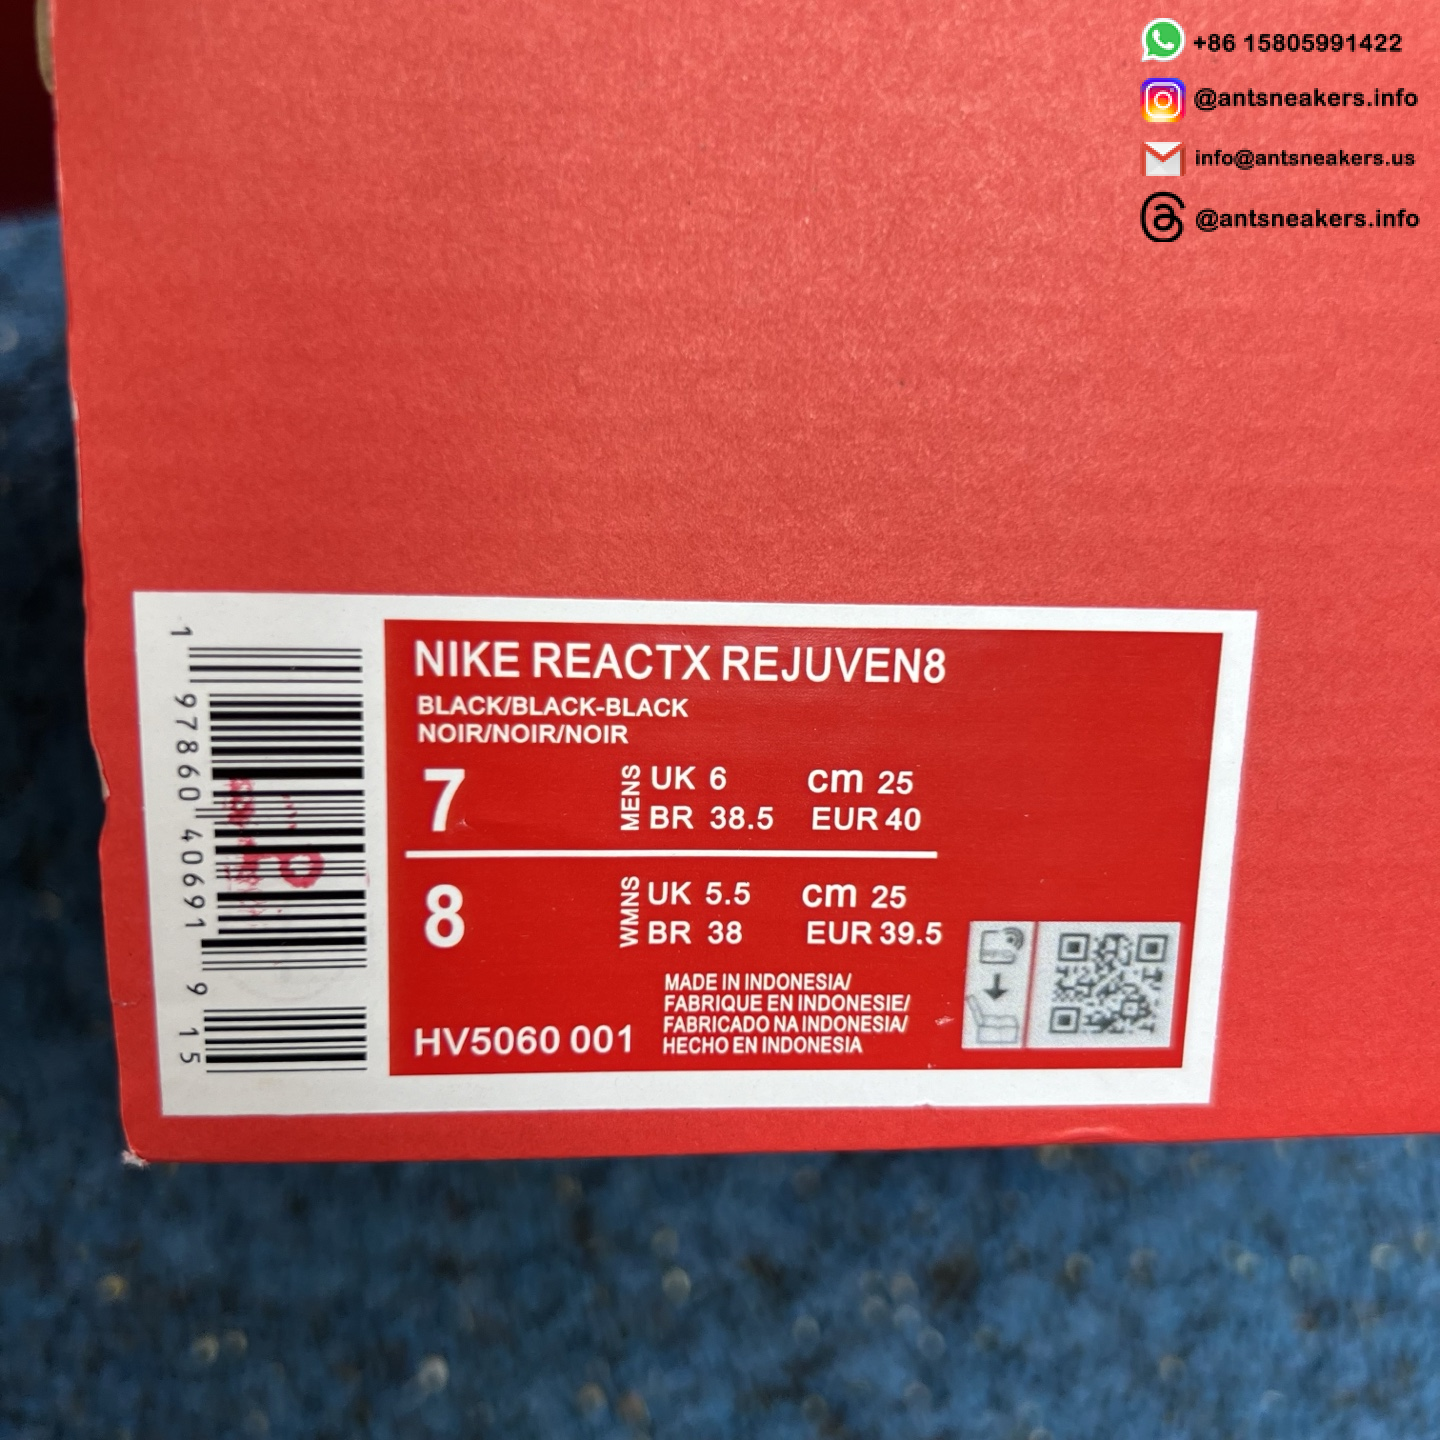 +86 15805991422
@antsneakers.info
info@antsneakers.us
@antsneakers.info
NIKE REACTX REJUVEN8
BLACK/BLACK-BLACK
NOIR/NOIR/NOIR
7 MENS UK 6 cm 25
BR 38.5 EUR 40
8 WMNS UK 5.5 cm 25
BR 38 EUR 39.5
MADE IN INDONESIA/
FABRIQUE EN INDONESIE/
FABRICADO NA INDONESIA/
HECHO EN INDONESIA
HV5060 001
1 97860 40691 9 15